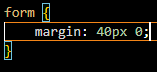 form {
    margin: 40px 0;
}